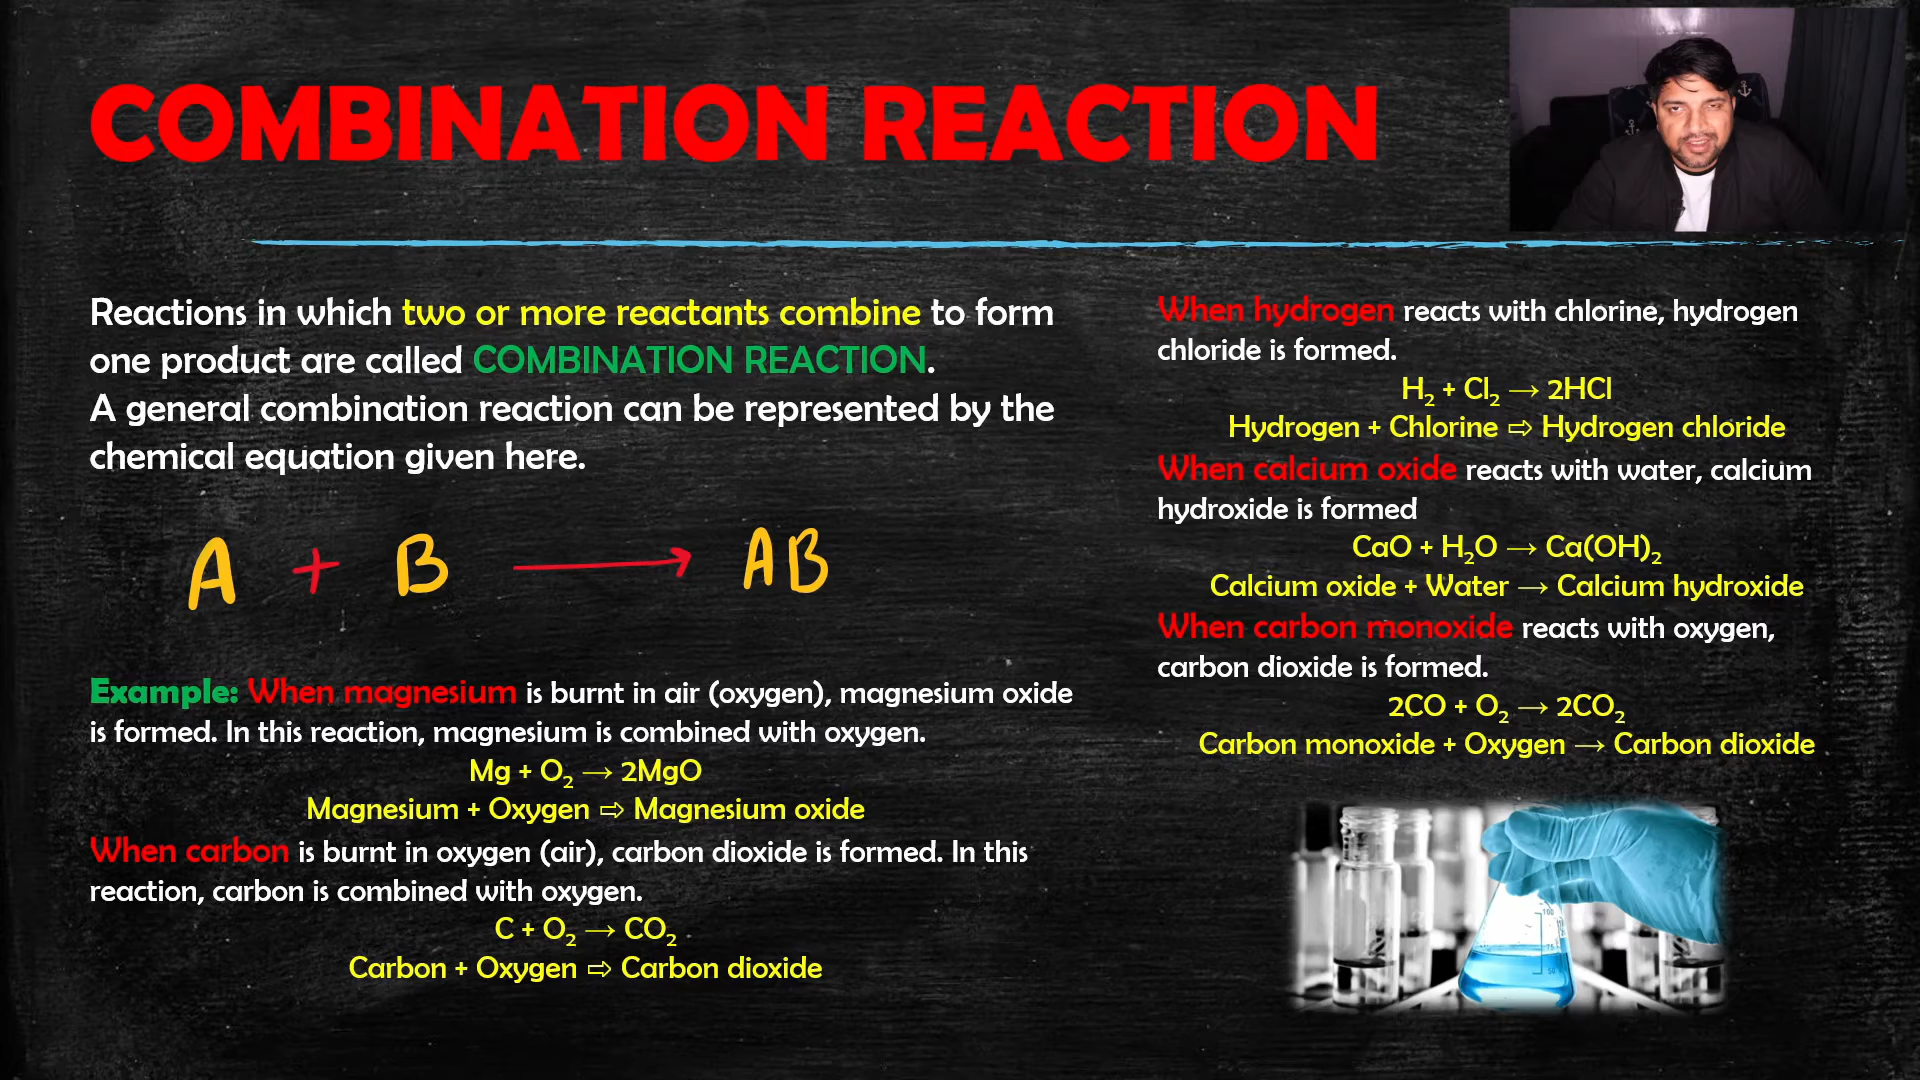 COMBINATION REACTION
Reactions in which two or more reactants combine to form
one product are called COMBINATION REACTION.
A general combination reaction can be represented by the
chemical equation given here.
A + B → AB
Example: When magnesium is burnt in air (oxygen), magnesium oxide
is formed. In this reaction, magnesium is combined with oxygen.
Mg + O₂ → 2MgO
Magnesium + Oxygen ⇨ Magnesium oxide
When carbon is burnt in oxygen (air), carbon dioxide is formed. In this
reaction, carbon is combined with oxygen.
C + O₂ → CO₂
Carbon + Oxygen ⇨ Carbon dioxide
When hydrogen reacts with chlorine, hydrogen
chloride is formed.
H₂ + Cl₂ → 2HCl
Hydrogen + Chlorine ⇨ Hydrogen chloride
When calcium oxide reacts with water, calcium
hydroxide is formed
CaO + H₂O → Ca(OH)₂
Calcium oxide + Water → Calcium hydroxide
When carbon monoxide reacts with oxygen,
carbon dioxide is formed.
2CO + O₂ → 2CO₂
Carbon monoxide + Oxygen → Carbon dioxide
100